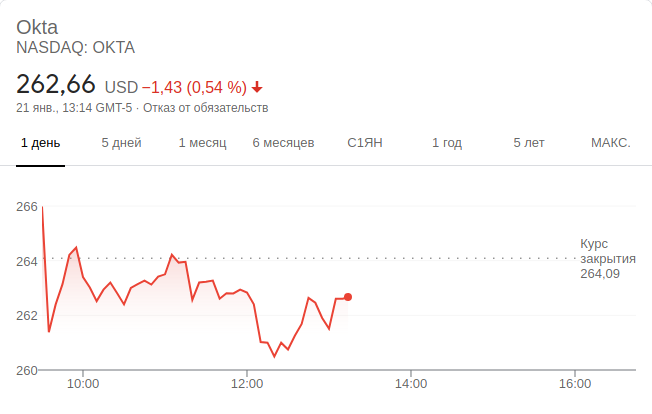 Okta
NASDAQ: OKTA
262,66 USD −1,43 (0,54 %)
21 янв., 13:14 GMT-5 · Отказ от обязательств
1 день 5 дней 1 месяц 6 месяцев С1ЯН 1 год 5 лет МАКС.
266
264
262
260
Курс
закрытия
264,09
10:00 12:00 14:00 16:00